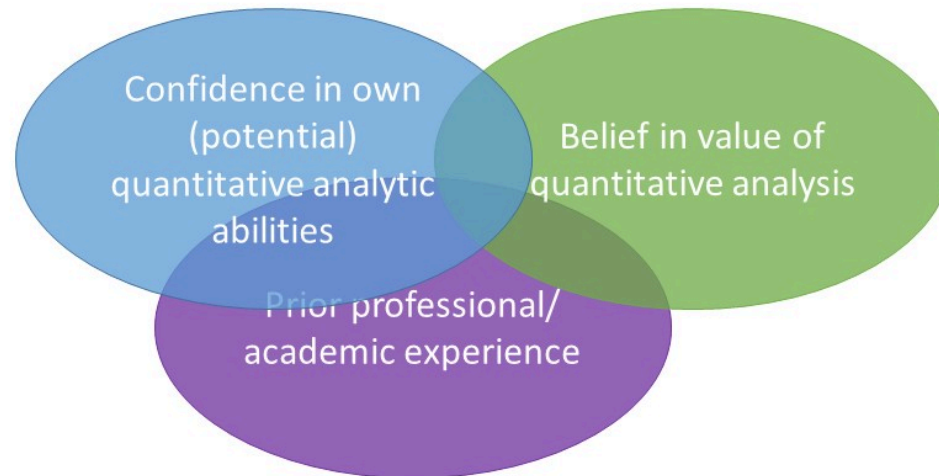 Confidence in own
(potential)
quantitative analytic
abilities
Belief in value of
quantitative analysis
Prior professional/
academic experience